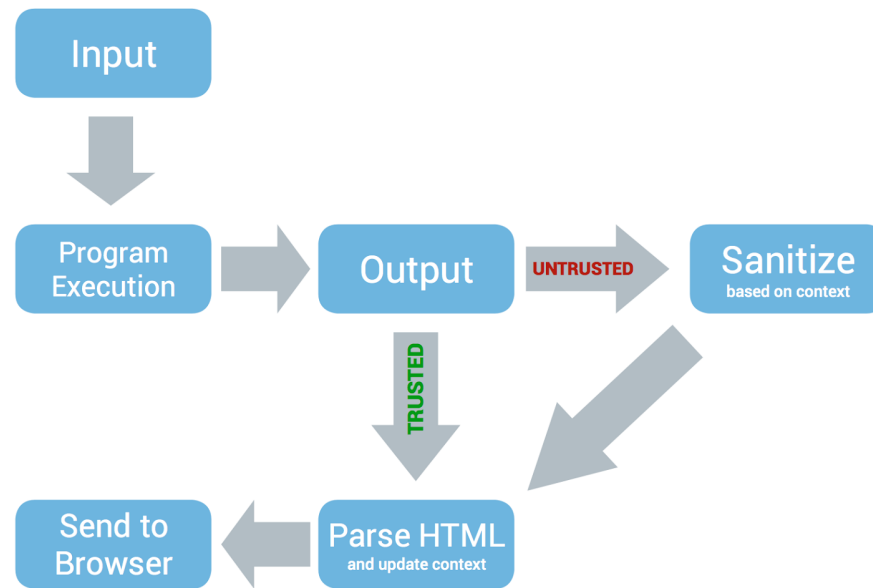 Input
Program
Execution
Output
UNTRUSTED
Sanitize
based on context
TRUSTED
Send to
Browser
Parse HTML
and update context